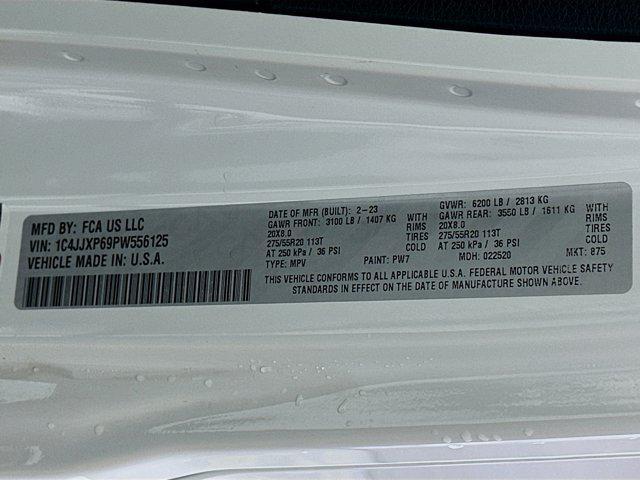 MFD BY: FCA US LLC
VIN: 1C4JJXP69PW556125
VEHICLE MADE IN: U.S.A.
DATE OF MFR (BUILT): 2-23
GAWR FRONT: 3100 LB / 1407 KG WITH
20X8.0 RIMS
275/55R20 113T TIRES
AT 250 kPa / 36 PSI
TYPE: MPV PAINT: PW7
GVWR: 6200 LB / 2813 KG
GAWR REAR: 3550 LB / 1611 KG WITH
20X8.0 RIMS
275/55R20 113T TIRES
AT 250 kPa / 36 PSI
MDH: 022520 MKT: 875
THIS VEHICLE CONFORMS TO ALL APPLICABLE U.S.A. FEDERAL MOTOR VEHICLE SAFETY
STANDARDS IN EFFECT ON THE DATE OF MANUFACTURE SHOWN ABOVE.